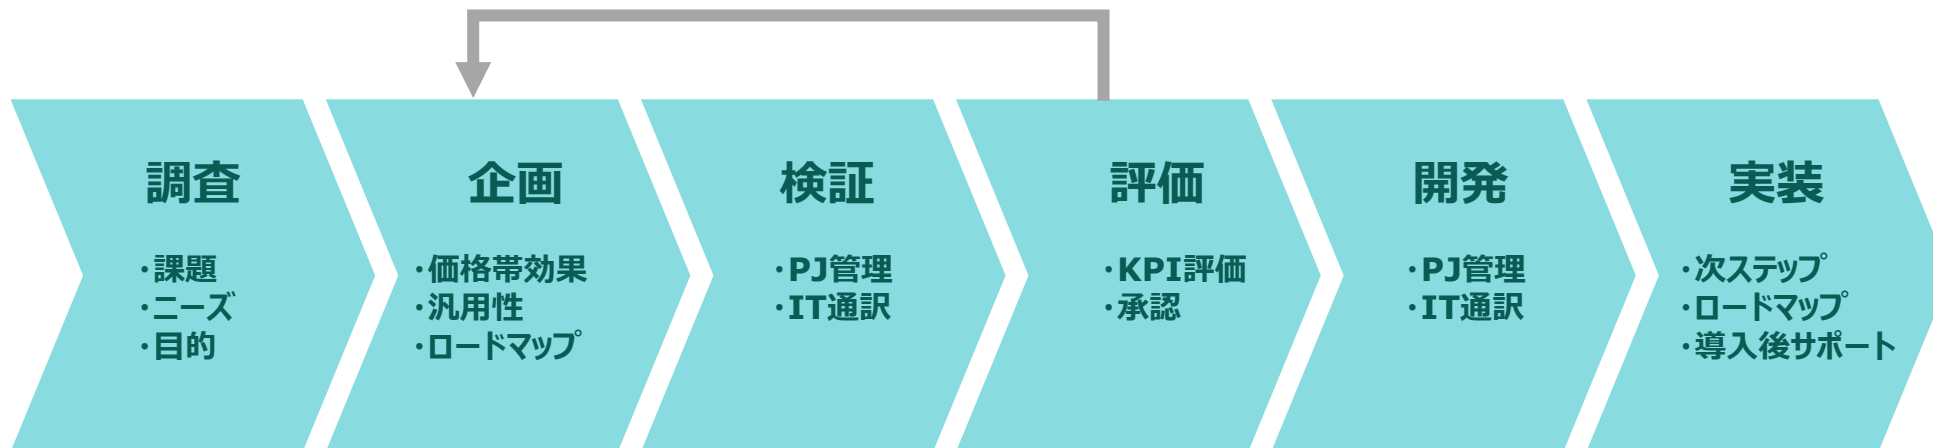 調査
・課題
・ニーズ
・目的
企画
・価格帯効果
・汎用性
・ロードマップ
検証
・PJ管理
・IT通訳
評価
・KPI評価
・承認
開発
・PJ管理
・IT通訳
実装
・次ステップ
・ロードマップ
・導入後サポート